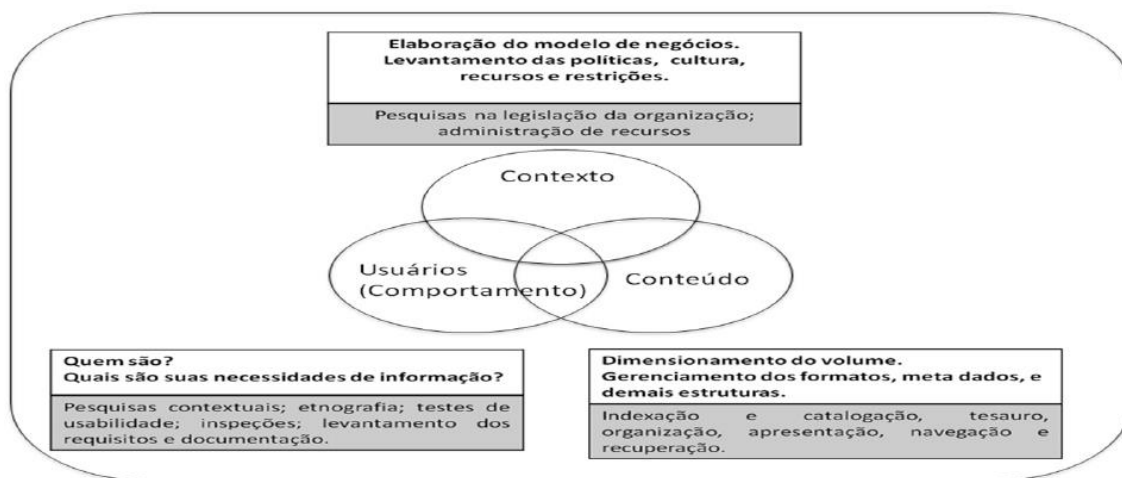 Elaboração do modelo de negócios.
Levantamento das políticas, cultura,
recursos e restrições.
Pesquisas na legislação da organização;
administração de recursos
Contexto
Usuários
(Comportamento)
Conteúdo
Quem são?
Quais são suas necessidades de informação?
Pesquisas contextuais; etnografia; testes de
usabilidade; inspeções; levantamento dos
requisitos e documentação.
Dimensionamento do volume.
Gerenciamento dos formatos, meta dados, e
demais estruturas.
Indexação e catalogação, tesauro,
organização, apresentação, navegação e
recuperação.